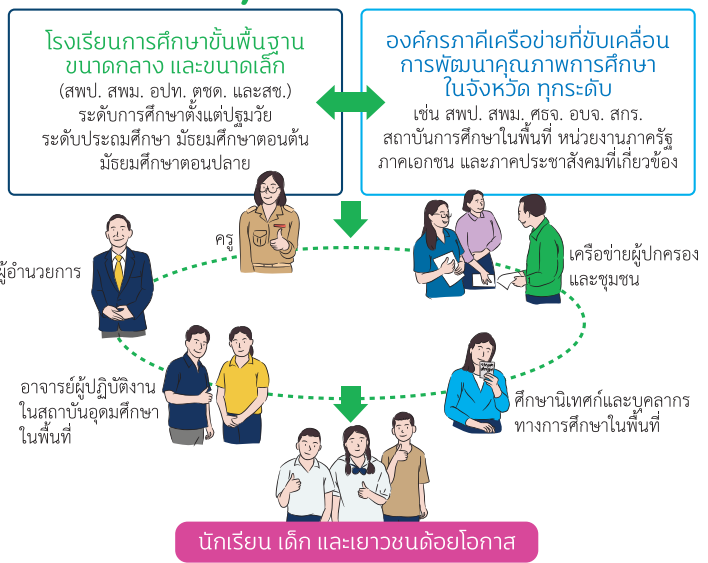 โรงเรียนการศึกษาขั้นพื้นฐาน
ขนาดกลาง และขนาดเล็ก
(สพป. สพม. อปท. ตชด. และสช.)
ระดับการศึกษาตั้งแต่ปฐมวัย
ระดับประถมศึกษา มัธยมศึกษาตอนต้น
มัธยมศึกษาตอนปลาย
องค์กรภาคีเครือข่ายที่ขับเคลื่อน
การพัฒนาคุณภาพการศึกษา
ในจังหวัด ทุกระดับ
เช่น สพป. สพม. ศธจ. อบจ. สกร.
สถาบันการศึกษาในพื้นที่ หน่วยงานภาครัฐ
ภาคเอกชน และภาคประชาสังคมที่เกี่ยวข้อง
ครู
ผู้อำนวยการ
เครือข่ายผู้ปกครอง
และชุมชน
อาจารย์ผู้ปฏิบัติงาน
ในสถาบันอุดมศึกษา
ในพื้นที่
ศึกษานิเทศก์และบุคลากร
ทางการศึกษาในพื้นที่
นักเรียน เด็ก และเยาวชนด้อยโอกาส